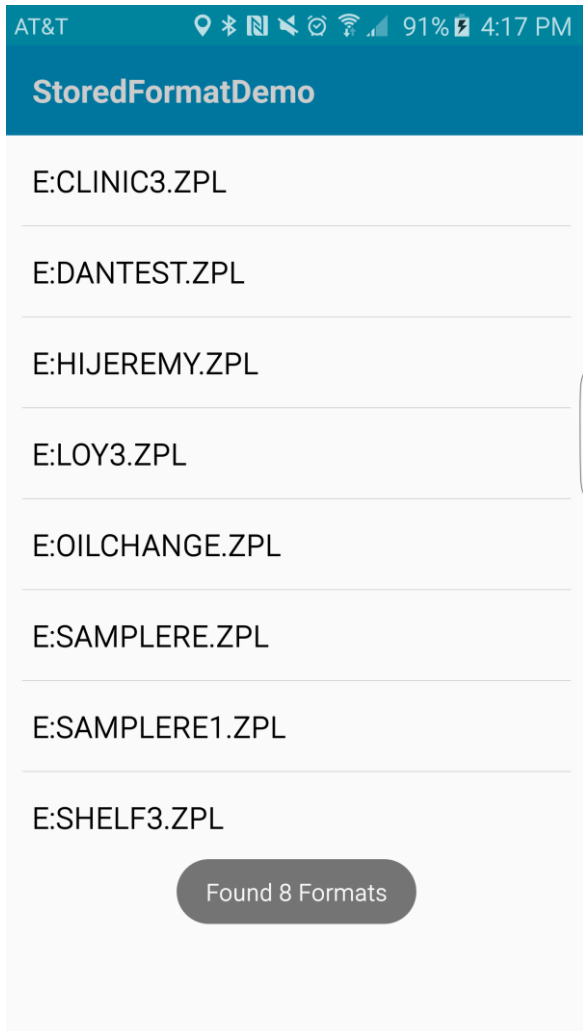 AT&T 91% 4:17 PM
StoredFormatDemo
E:CLINIC3.ZPL
E:DANTEST.ZPL
E:HIJEREMY.ZPL
E:LOY3.ZPL
E:OILCHANGE.ZPL
E:SAMPLERE.ZPL
E:SAMPLERE1.ZPL
E:SHELF3.ZPL
Found 8 Formats